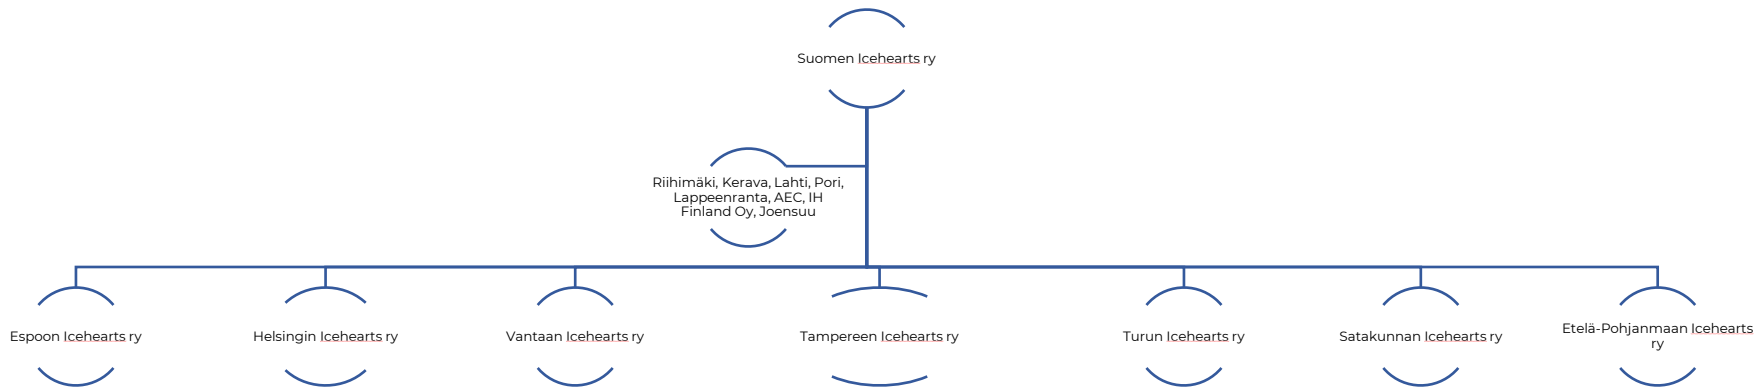 Suomen Icehearts ry
Riihimäki, Kerava, Lahti, Pori,
Lappeenranta, AEC, IH
Finland Oy, Joensuu
Espoon Icehearts ry
Helsingin Icehearts ry
Vantaan Icehearts ry
Tampereen Icehearts ry
Turun Icehearts ry
Satakunnan Icehearts ry
Etelä-Pohjanmaan Icehearts
ry